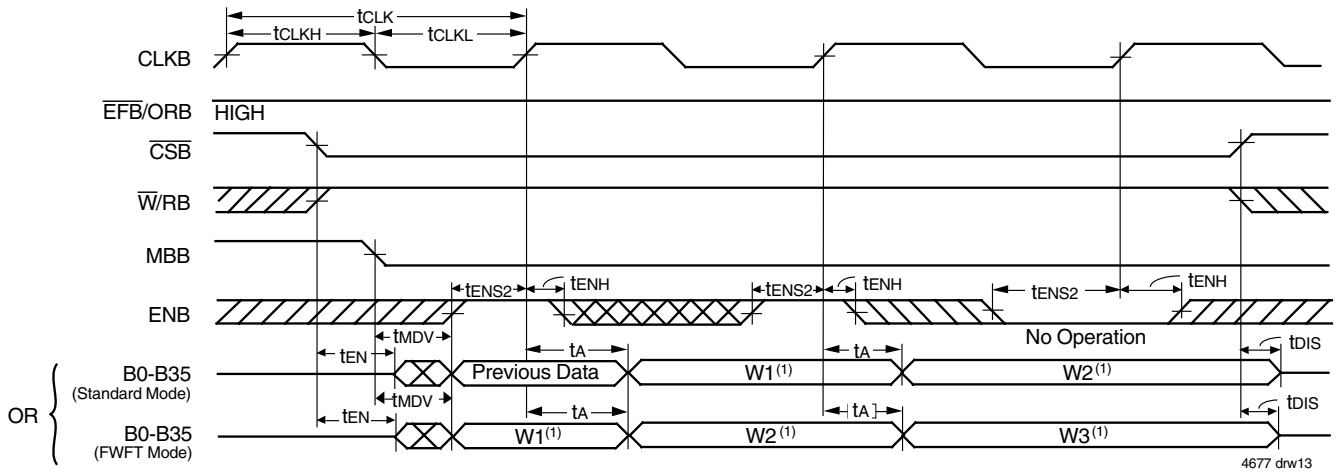 tCLK
tCLKH tCLKL
CLKB
EFB/ORB HIGH
CSB
W/RB
MBB
tENS2 tENH tENS2 tENH tENS2 tENH
ENB
No Operation
tMDV
tEN tA tA tDIS
B0-B35 Previous Data W1(1) W2(1)
(Standard Mode)
tMDV
OR
tEN tA tA tDIS
B0-B35 W1(1) W2(1) W3(1)
(FWFT Mode)
4677 drw13